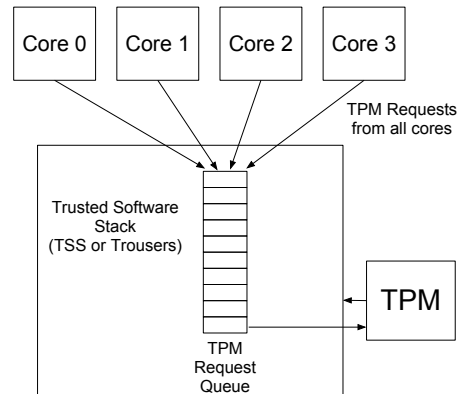 Core 0
Core 1
Core 2
Core 3
TPM Requests
from all cores
Trusted Software
Stack
(TSS or Trousers)
TPM
TPM
Request
Queue